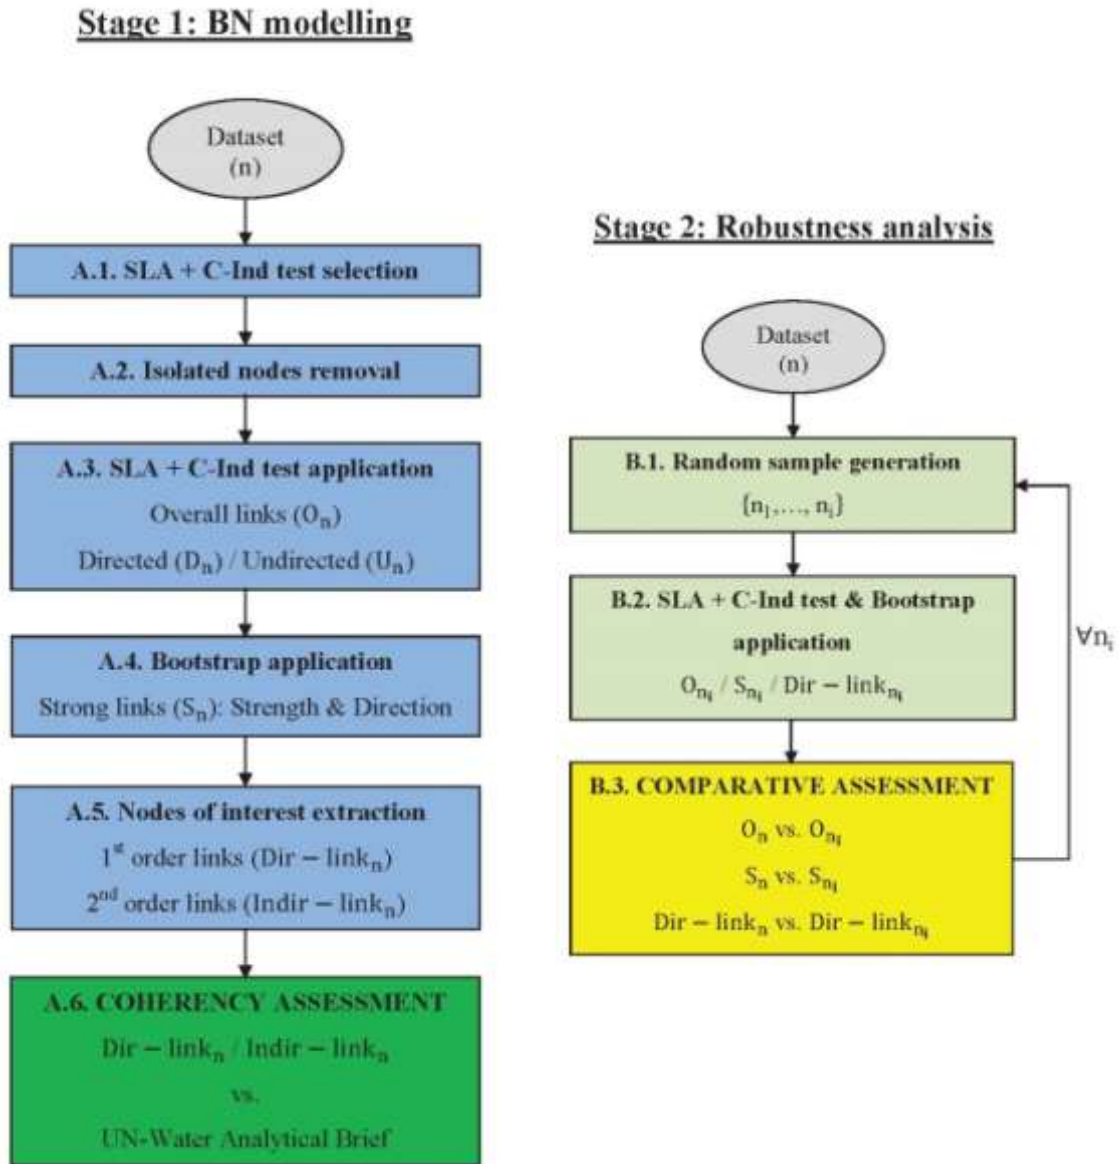 Stage 1: BN modelling
Dataset
(n)
A.1. SLA + C-Ind test selection
A.2. Isolated nodes removal
A.3. SLA + C-Ind test application
Overall links (Oₙ)
Directed (Dₙ) / Undirected (Uₙ)
A.4. Bootstrap application
Strong links (Sₙ): Strength & Direction
A.5. Nodes of interest extraction
1ˢᵗ order links (Dir − linkₙ)
2ⁿᵈ order links (Indir − linkₙ)
A.6. COHERENCY ASSESSMENT
Dir − linkₙ / Indir − linkₙ
vs.
UN-Water Analytical Brief
Stage 2: Robustness analysis
Dataset
(n)
B.1. Random sample generation
{n₁,…, nᵢ}
B.2. SLA + C-Ind test & Bootstrap
application
Oₙᵢ / Sₙᵢ / Dir − linkₙᵢ
B.3. COMPARATIVE ASSESSMENT
Oₙ vs. Oₙᵢ
Sₙ vs. Sₙᵢ
Dir − linkₙ vs. Dir − linkₙᵢ
∀nᵢ